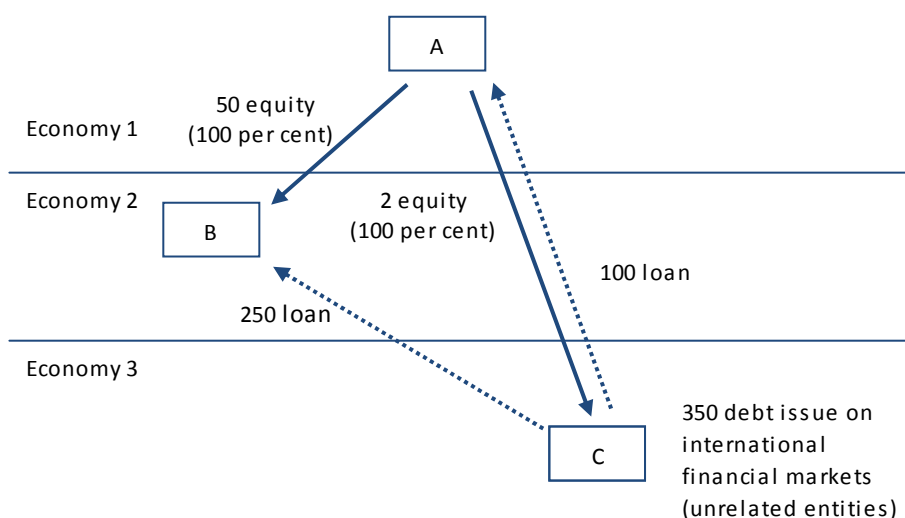 A
50 equity
(100 per cent)
Economy 1
Economy 2
2 equity
(100 per cent)
B
100 loan
250 loan
Economy 3
350 debt issue on
international
financial markets
(unrelated entities)
C